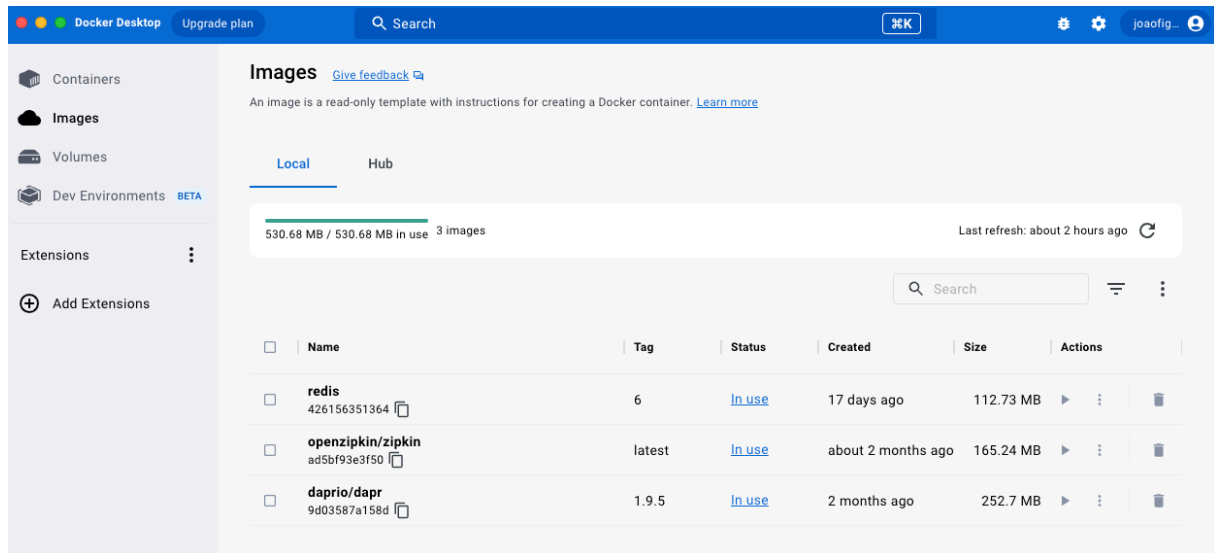 Docker Desktop Upgrade plan Search ⌘K joaofig...
Containers
Images
Volumes
Dev Environments BETA
Extensions
Add Extensions
Images Give feedback
An image is a read-only template with instructions for creating a Docker container. Learn more
Local Hub
530.68 MB / 530.68 MB in use 3 images Last refresh: about 2 hours ago
Search
Name Tag Status Created Size Actions
redis
426156351364
6 In use 17 days ago 112.73 MB
openzipkin/zipkin
ad5bf93e3f50
latest In use about 2 months ago 165.24 MB
daprio/dapr
9d03587a158d
1.9.5 In use 2 months ago 252.7 MB